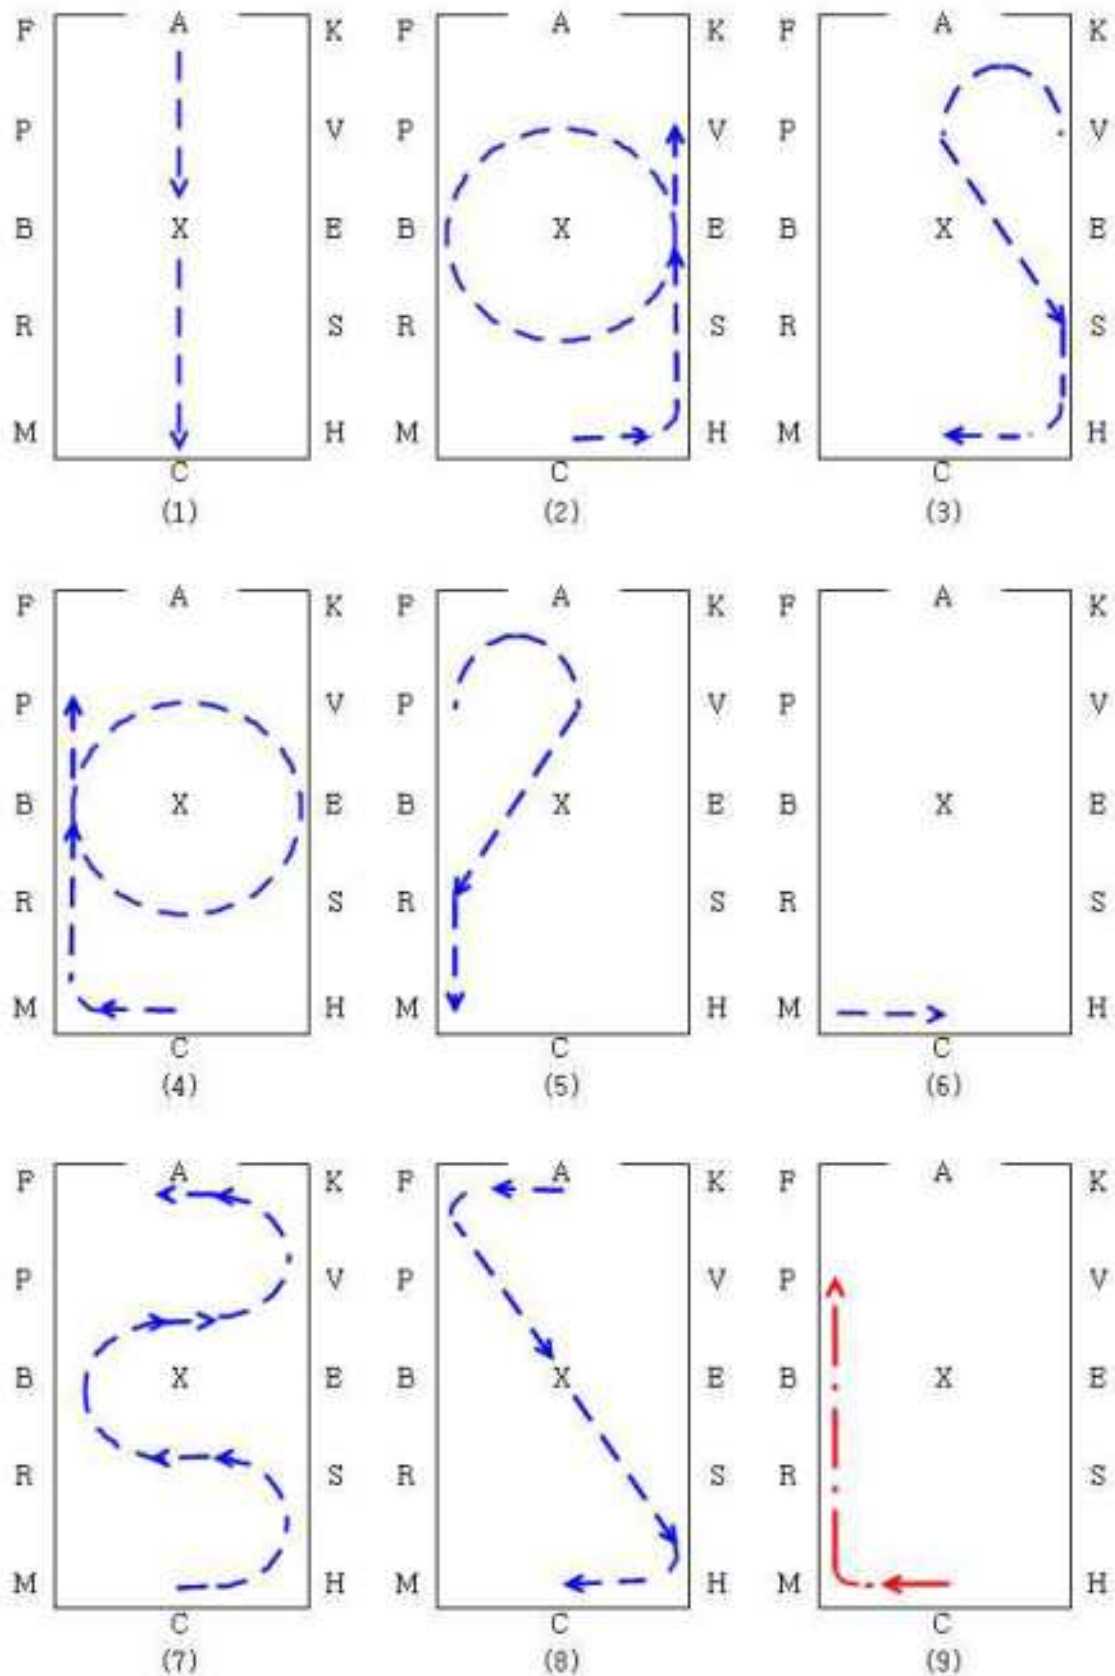 F A K F A K F A K
P V P V P V
B X E B X E B X E
R S R S R S
M H M H M H
C C C
(1) (2) (3)
F A K F A K F A K
P V P V P V
B X E B X E B X E
R S R S R S
M H M H M H
C C C
(4) (5) (6)
F A K F A K F A K
P V P V P V
B X E B X E B X E
R S R S R S
M H M H M H
C C C
(7) (8) (9)